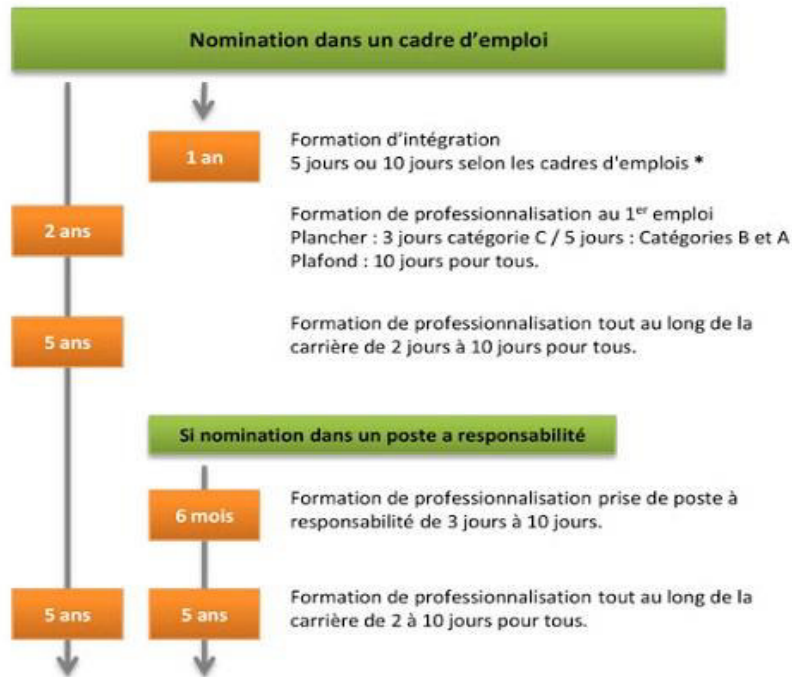 Nomination dans un cadre d'emploi
1 an
Formation d'intégration
5 jours ou 10 jours selon les cadres d'emplois *
2 ans
Formation de professionnalisation au 1er emploi
Plancher : 3 jours catégorie C / 5 jours : Catégories B et A
Plafond : 10 jours pour tous.
5 ans
Formation de professionnalisation tout au long de la
carrière de 2 jours à 10 jours pour tous.
Si nomination dans un poste a responsabilité
6 mois
Formation de professionnalisation prise de poste à
responsabilité de 3 jours à 10 jours.
5 ans
5 ans
Formation de professionnalisation tout au long de la
carrière de 2 à 10 jours pour tous.